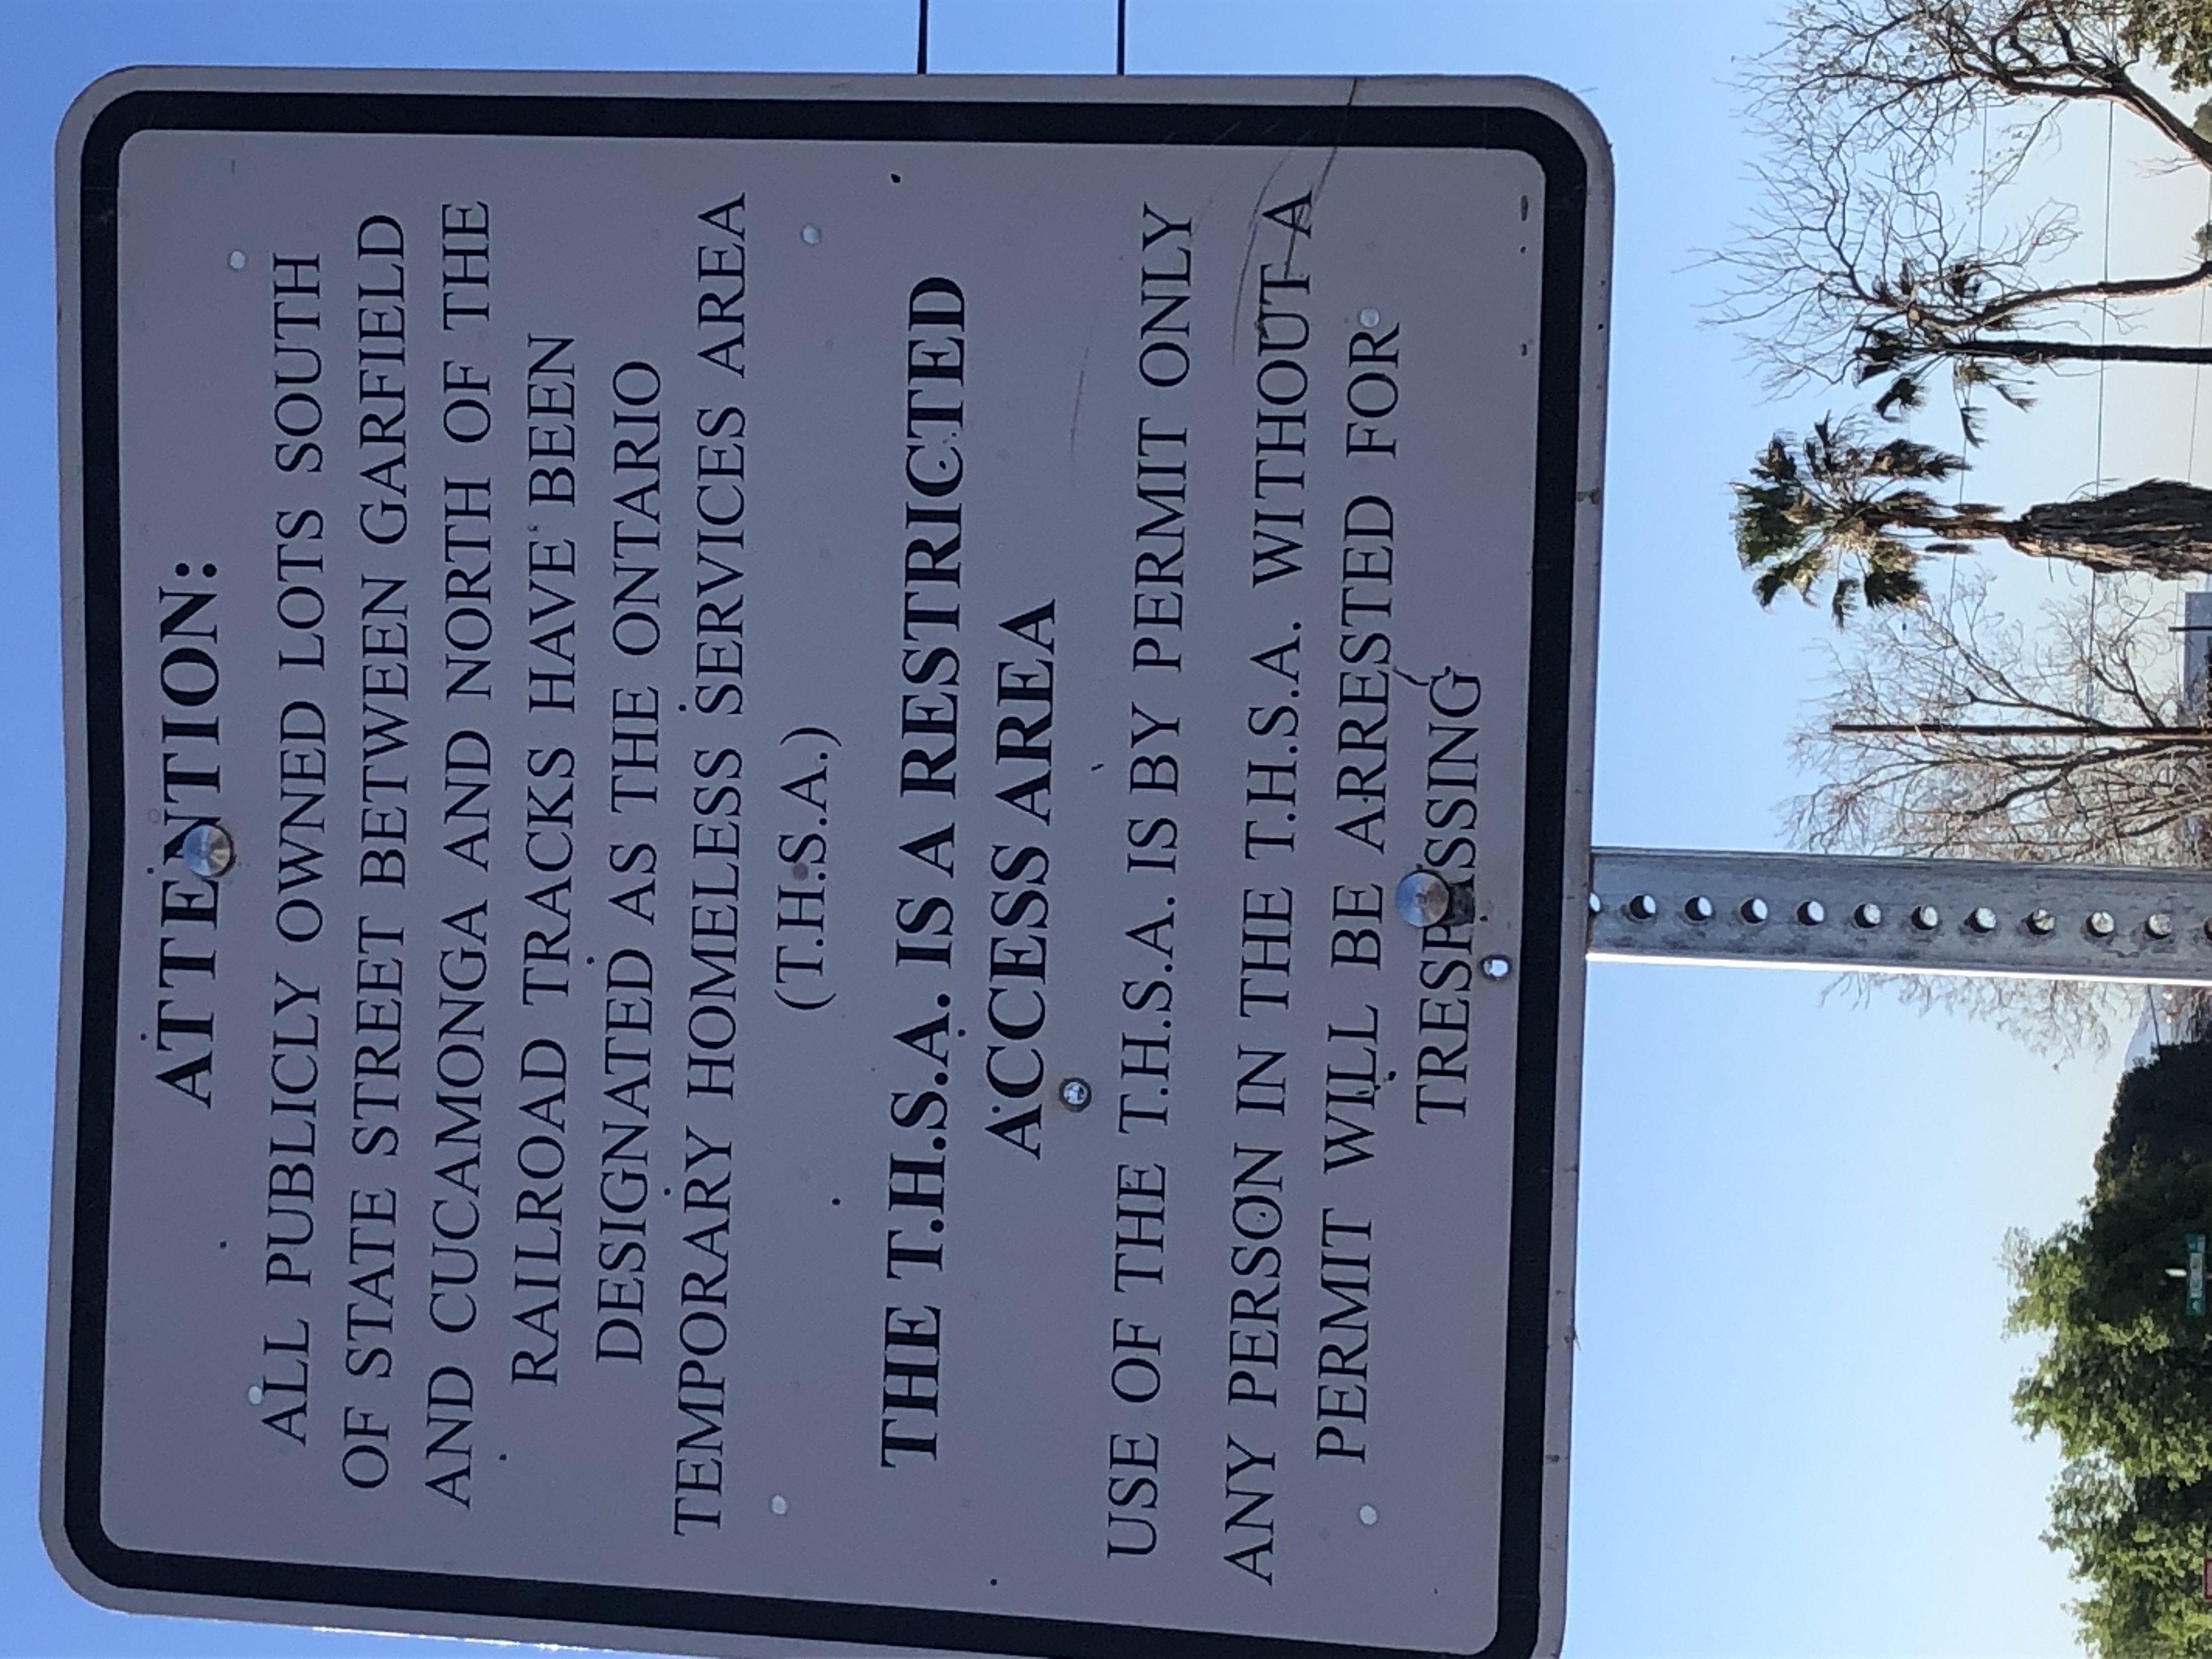 ATTENTION:
ALL PUBLICLY OWNED LOTS SOUTH
OF STATE STREET BETWEEN GARFIELD
AND CUCAMONGA AND NORTH OF THE
RAILROAD TRACKS HAVE BEEN
DESIGNATED AS THE ONTARIO
TEMPORARY HOMELESS SERVICES AREA
(T.H.S.A.)
THE T.H.S.A. IS A RESTRICTED
ACCESS AREA
USE OF THE T.H.S.A. IS BY PERMIT ONLY
ANY PERSON IN THE T.H.S.A. WITHOUT A
PERMIT WILL BE ARRESTED FOR
TRESPASSING